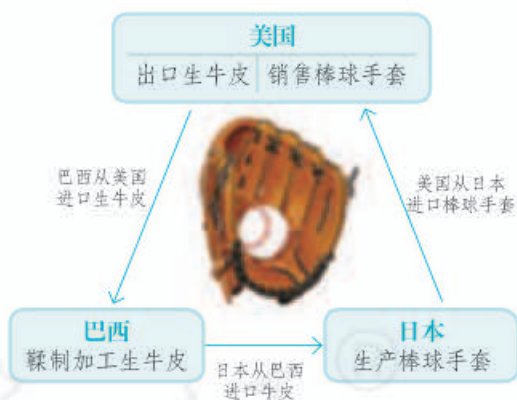 美国
出口生牛皮 销售棒球手套
巴西从美国
进口生牛皮
美国从日本
进口棒球手套
巴西
鞣制加工生牛皮
日本从巴西
进口牛皮
日本
生产棒球手套